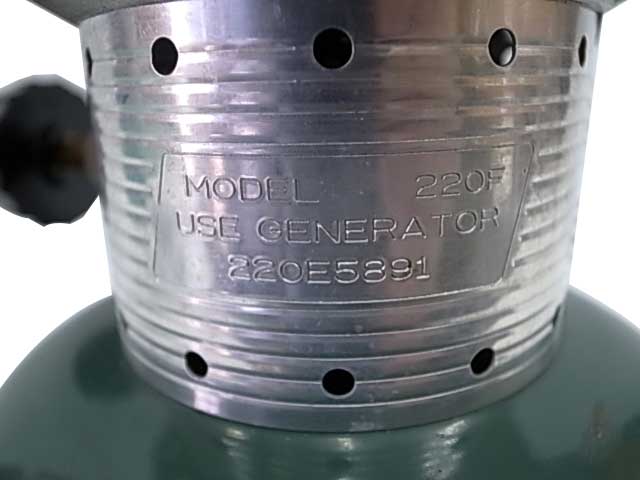 MODEL 220F
USE GENERATOR
220E5891